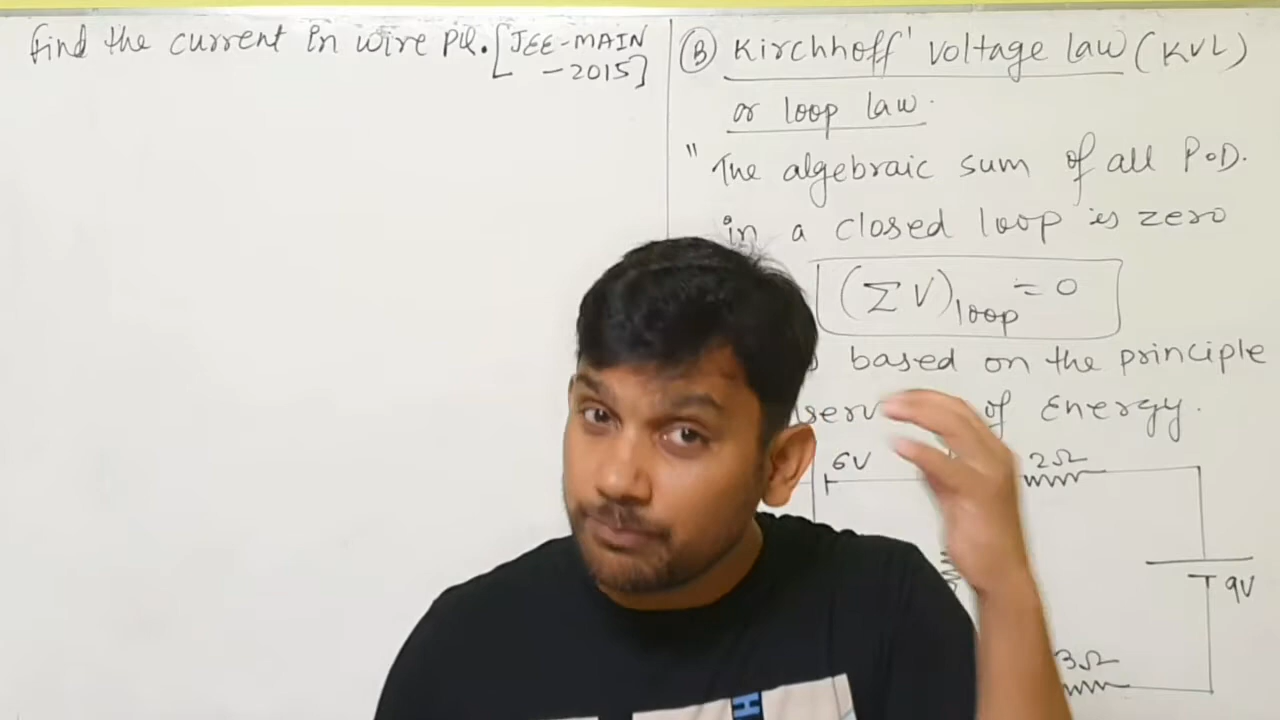 find the current in wire PQ. [JEE-MAIN
-2015]
(B) Kirchhoff' voltage law (KVL)
or loop law.
"The algebraic sum of all P.D.
in a closed loop is zero
(ΣV)loop = 0
based on the principle
of Energy.
6V
2Ω
9V
3Ω
H